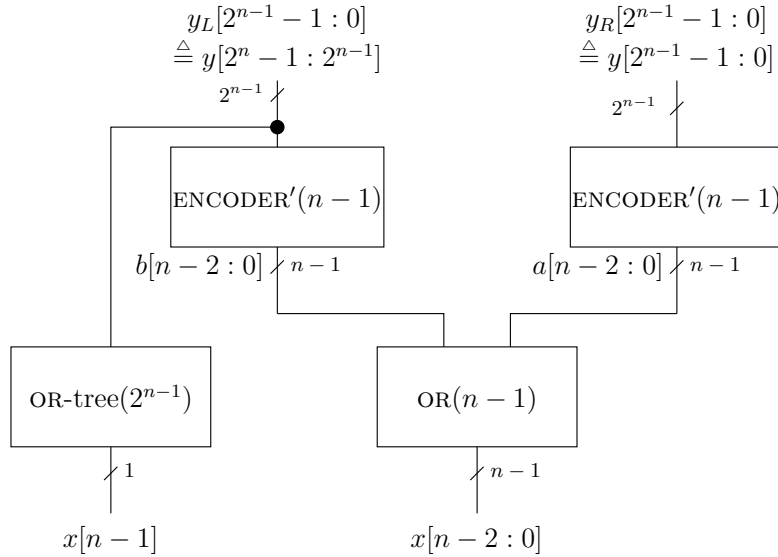 y_L[2^{n-1} − 1 : 0]
≜ y[2^n − 1 : 2^{n-1}]
2^{n-1}
y_R[2^{n-1} − 1 : 0]
≜ y[2^{n-1} − 1 : 0]
2^{n-1}
ENCODER′(n − 1)
ENCODER′(n − 1)
b[n − 2 : 0]
n − 1
a[n − 2 : 0]
n − 1
OR-tree(2^{n-1})
OR(n − 1)
1
n − 1
x[n − 1]
x[n − 2 : 0]